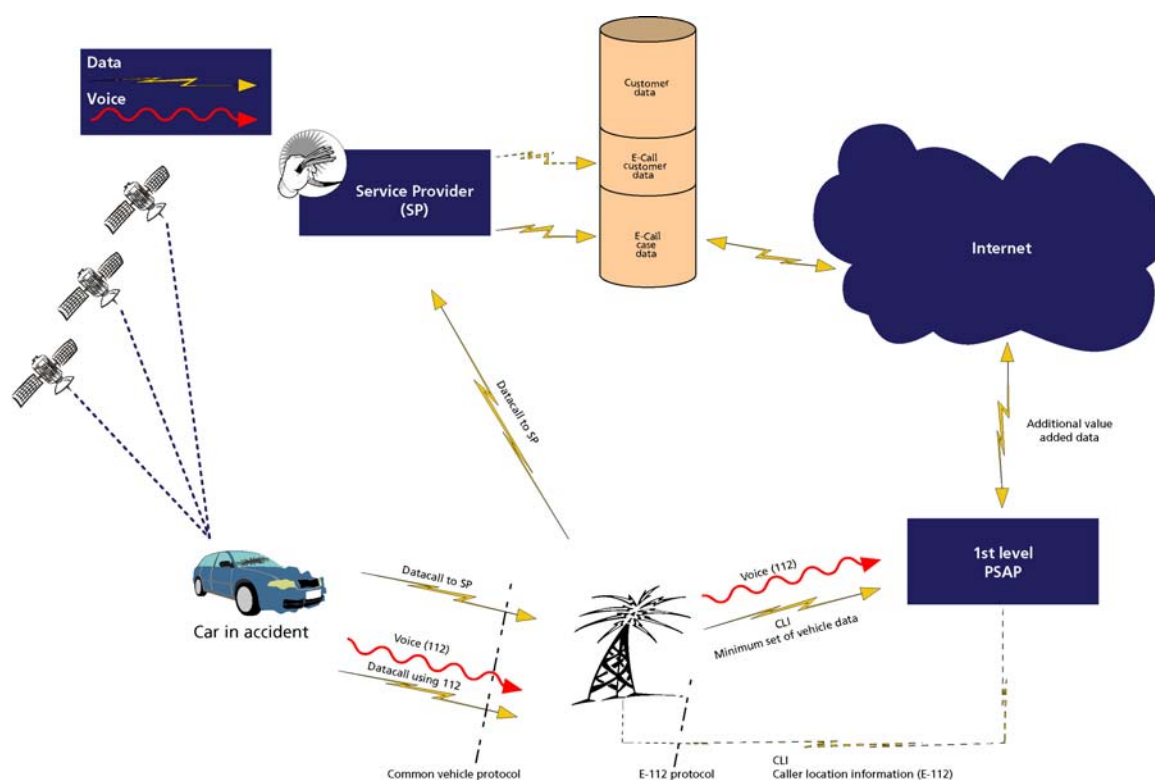 Data
Voice
Service Provider
(SP)
Customer
data
E-Call
customer
data
E-Call
case
data
Internet
Datacall to SP
Additional value
added data
1st level
PSAP
Car in accident
Datacall to SP
Voice (112)
Datacall using 112
Voice (112)
CLI
Minimum set of vehicle data
Common vehicle protocol
E-112 protocol
CLI
Caller location information (E-112)